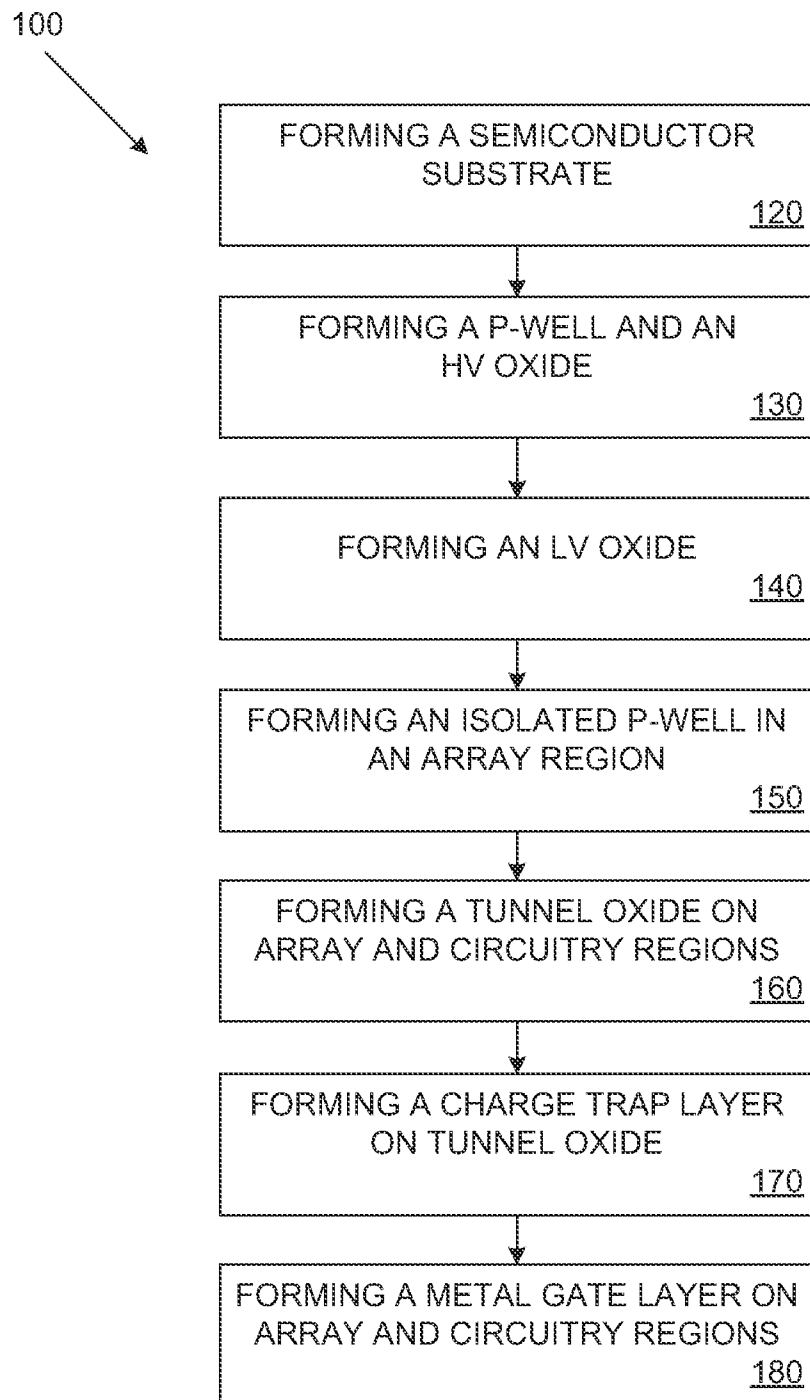 100
FORMING A SEMICONDUCTOR
SUBSTRATE
120
FORMING A P-WELL AND AN
HV OXIDE
130
FORMING AN LV OXIDE
140
FORMING AN ISOLATED P-WELL IN
AN ARRAY REGION
150
FORMING A TUNNEL OXIDE ON
ARRAY AND CIRCUITRY REGIONS
160
FORMING A CHARGE TRAP LAYER
ON TUNNEL OXIDE
170
FORMING A METAL GATE LAYER ON
ARRAY AND CIRCUITRY REGIONS
180